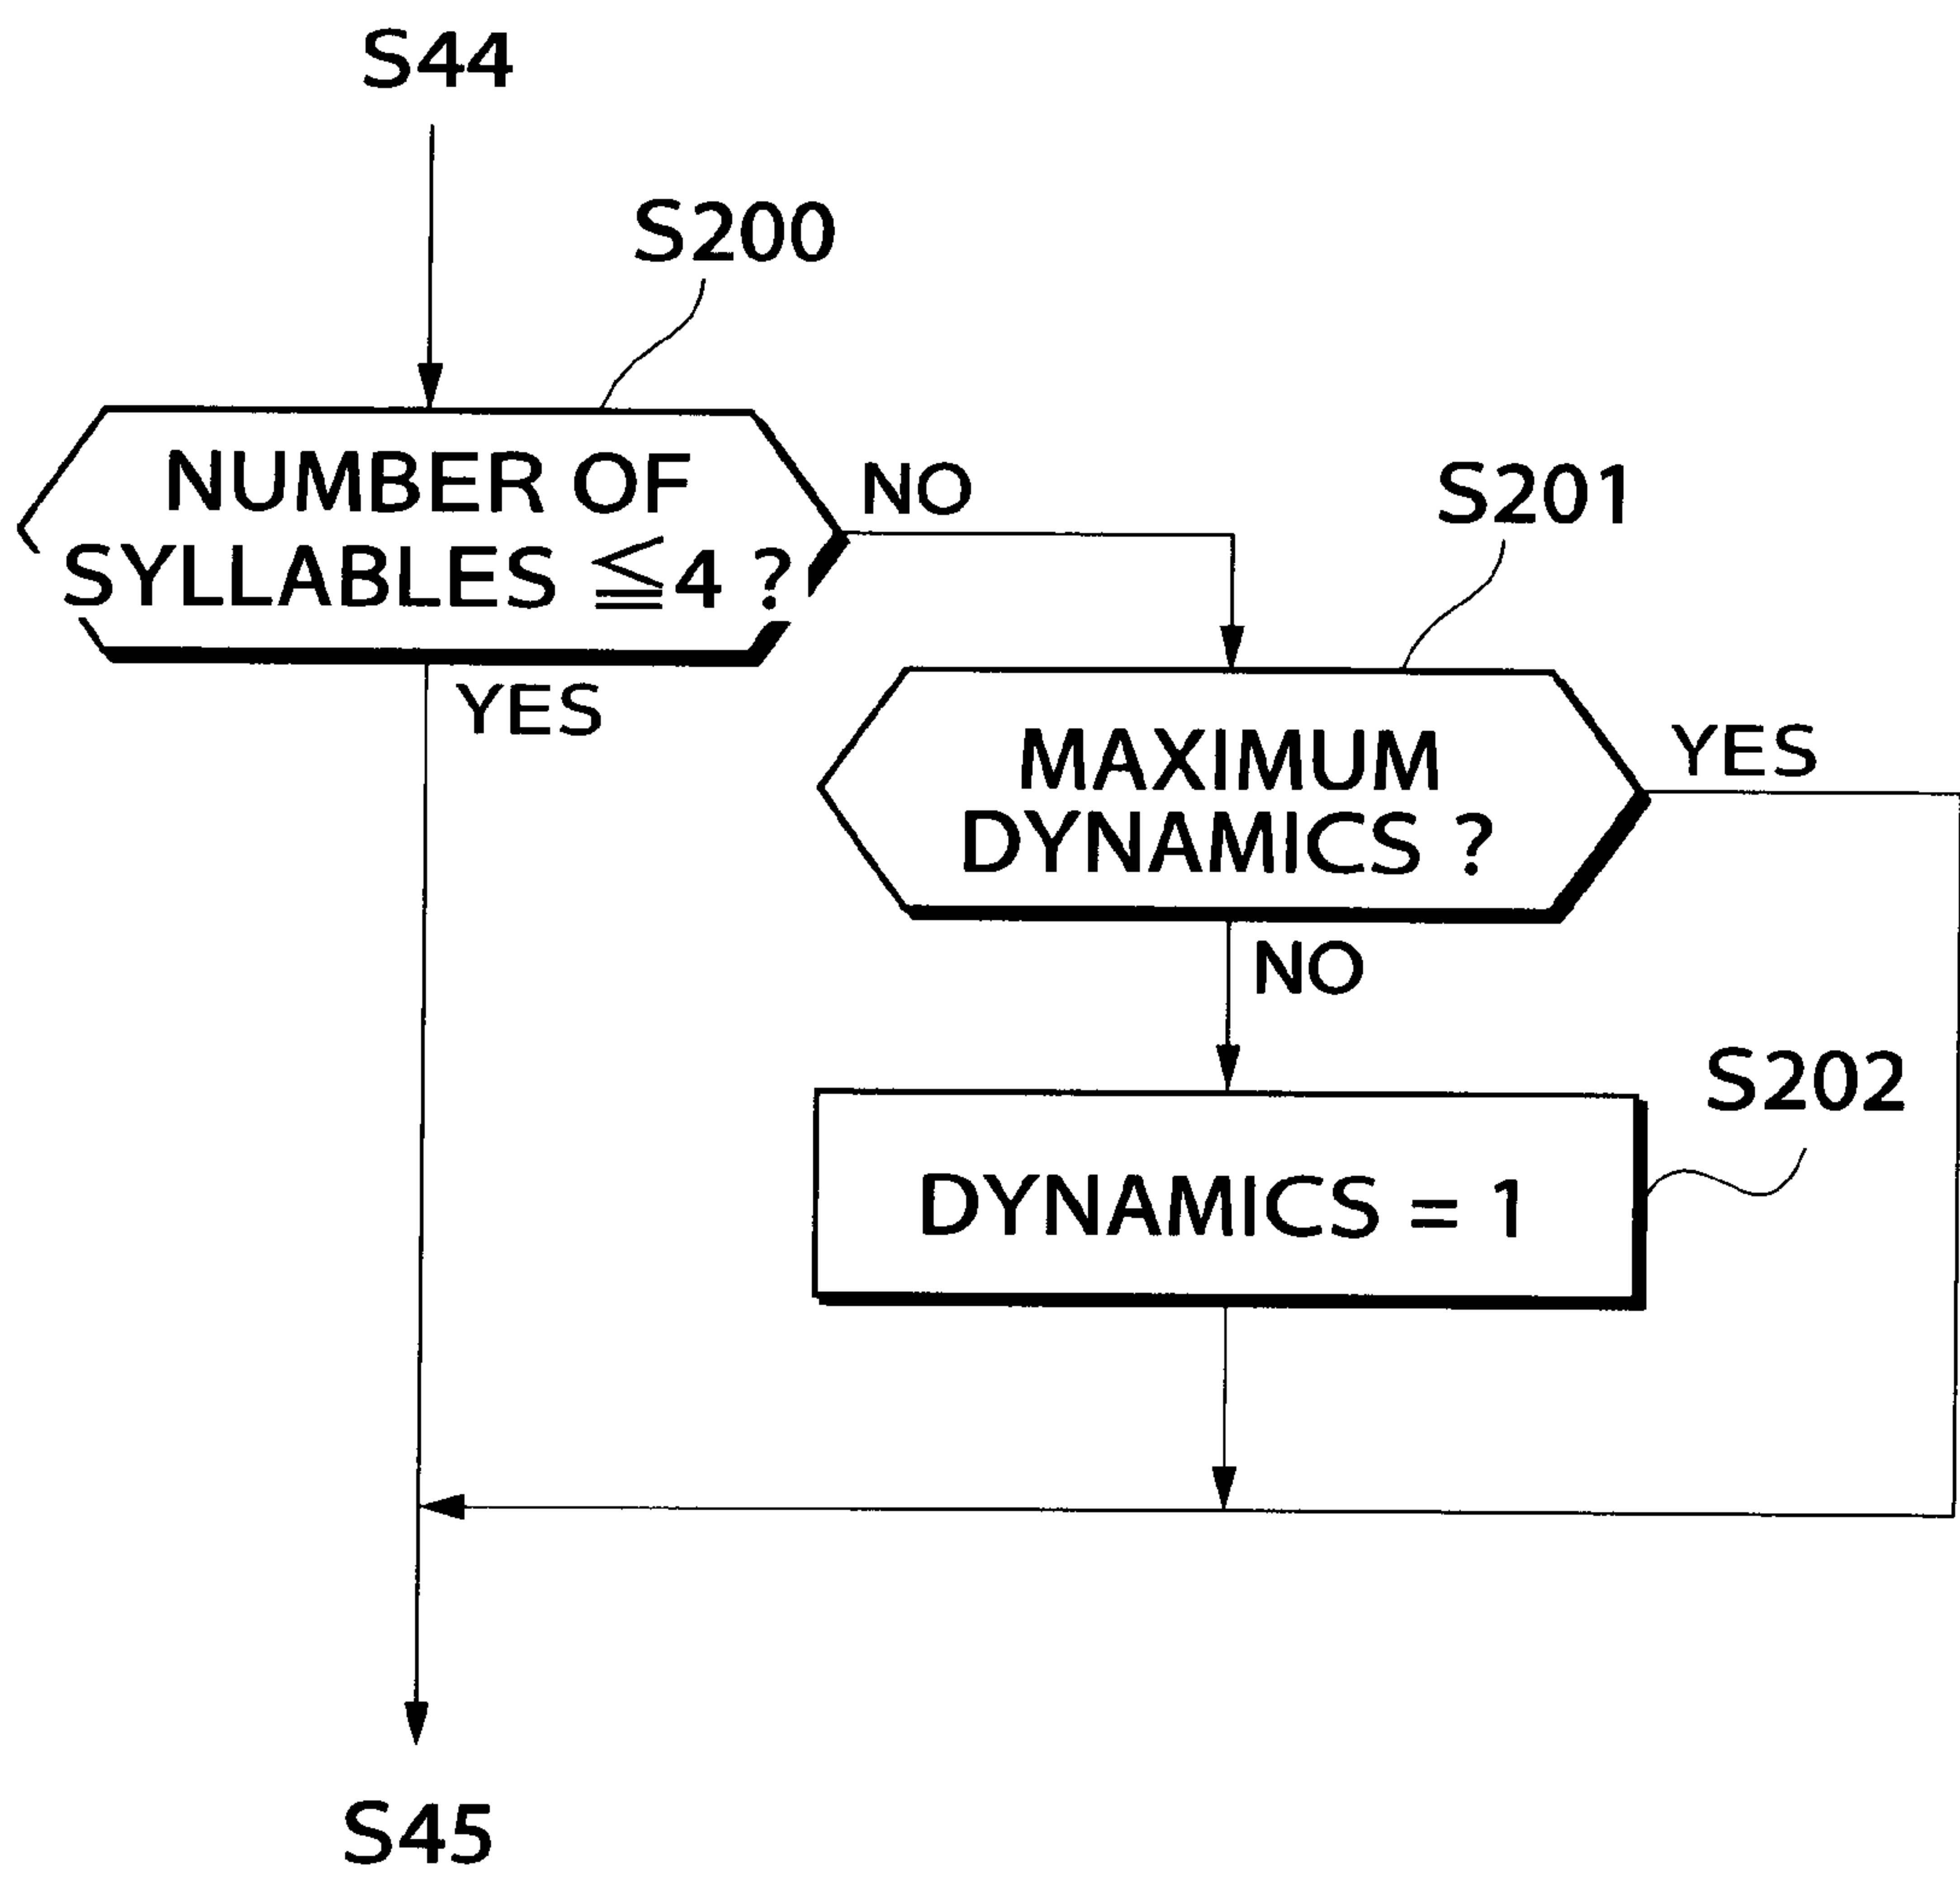 S44
S200
NUMBER OF
SYLLABLES ≦4 ?
NO
YES
S201
MAXIMUM
DYNAMICS ?
YES
NO
S202
DYNAMICS = 1
S45